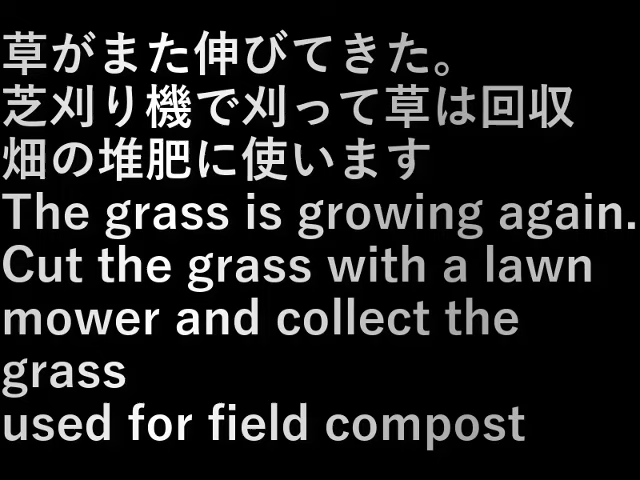 草がまた伸びてきた。
芝刈り機で刈って草は回収
畑の堆肥に使います
The grass is growing again.
Cut the grass with a lawn
mower and collect the
grass
used for field compost